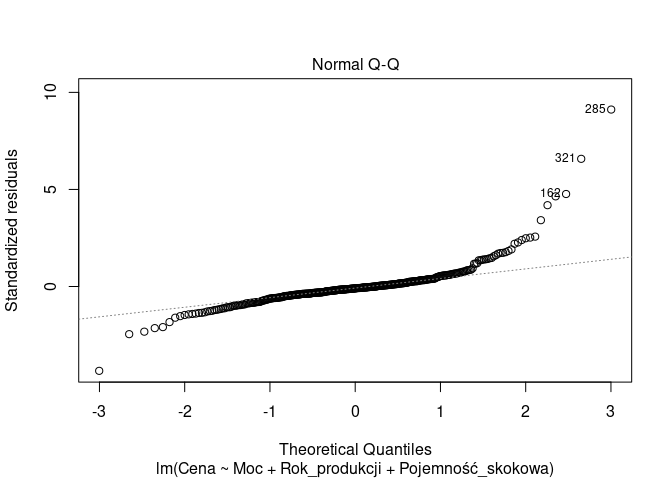 Normal Q-Q
10
5
0
Standardized residuals
285
321
162
-3 -2 -1 0 1 2 3
Theoretical Quantiles
lm(Cena ~ Moc + Rok_produkcji + Pojemność_skokowa)